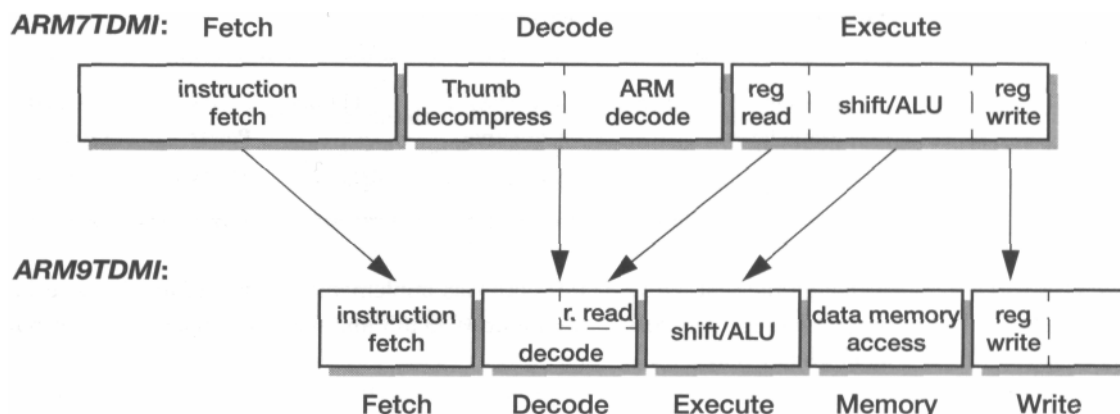 ARM7TDMI: Fetch Decode Execute
instruction fetch
Thumb decompress
ARM decode
reg read
shift/ALU
reg write
ARM9TDMI:
instruction fetch
r. read
decode
shift/ALU
data memory access
reg write
Fetch Decode Execute Memory Write